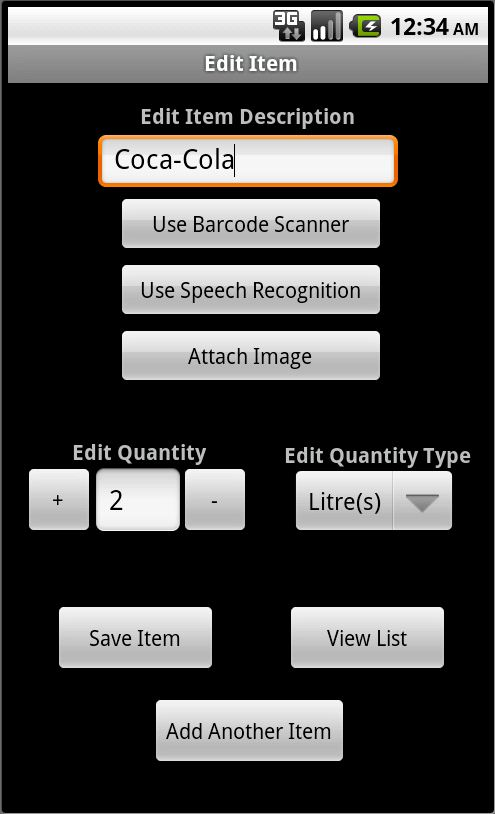 3G 12:34 AM
Edit Item
Edit Item Description
Coca-Cola
Use Barcode Scanner
Use Speech Recognition
Attach Image
Edit Quantity Edit Quantity Type
+ 2 - Litre(s)
Save Item View List
Add Another Item